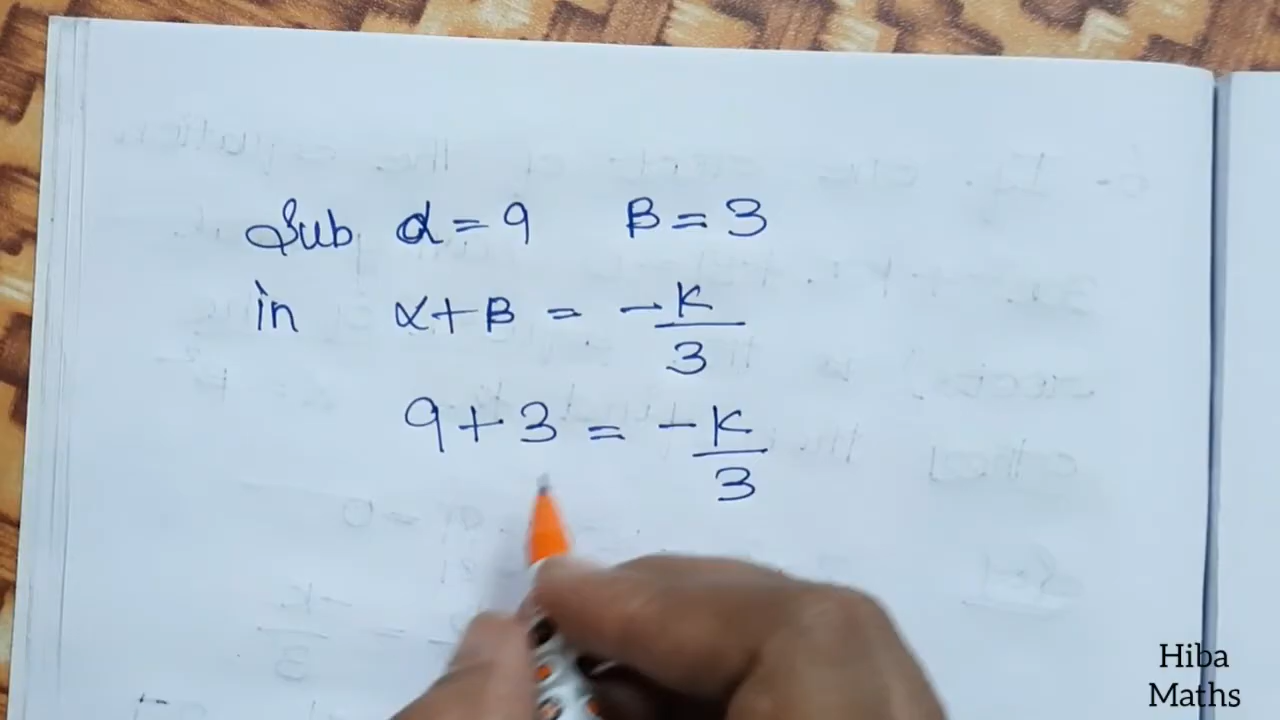 Sub α = 9 β = 3
in α + β = -K/3
9 + 3 = -K/3
Hiba
Maths